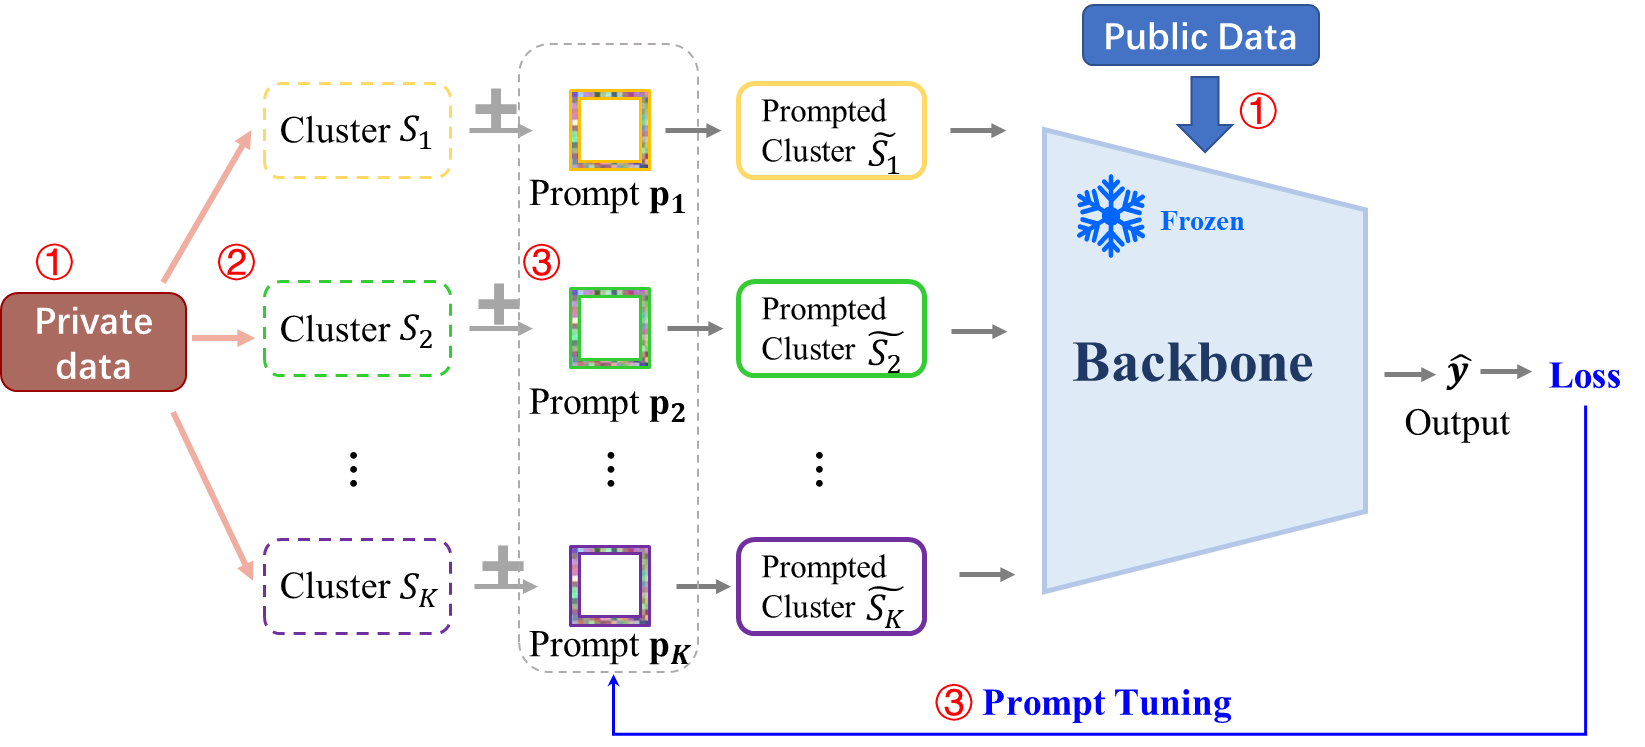 Public Data
①
Frozen
Backbone
①
Private
data
②
Cluster S₁
Cluster S₂
⋮
Cluster S_K
+
+
+
③
Prompt p₁
Prompt p₂
⋮
Prompt p_K
Prompted
Cluster S̃₁
Prompted
Cluster S̃₂
⋮
Prompted
Cluster S̃_K
ŷ
Output
Loss
③ Prompt Tuning